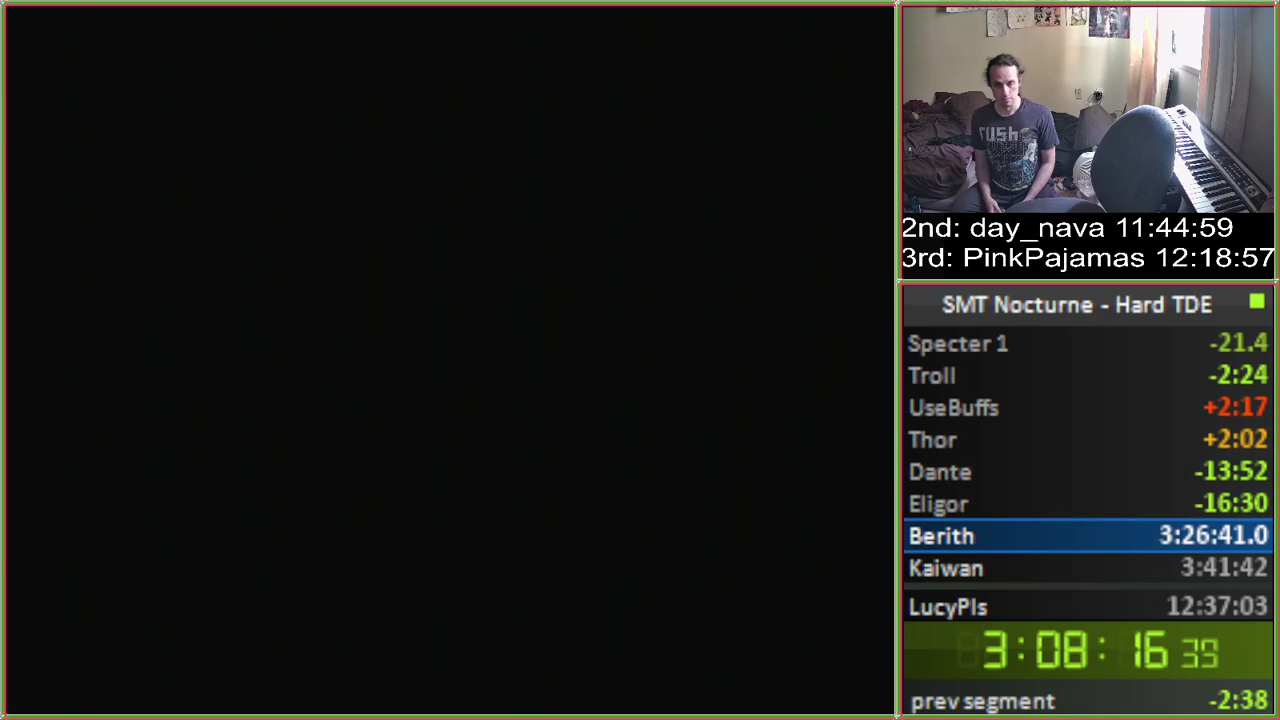 RUSH
2nd: day_nava 11:44:59
3rd: PinkPajamas 12:18:57
SMT Nocturne - Hard TDE
Specter 1 -21.4
Troll -2:24
UseBuffs +2:17
Thor +2:02
Dante -13:52
Eligor -16:30
Berith 3:26:41.0
Kaiwan 3:41:42
LucyPls 12:37:03
3:08:16 39
prev segment -2:38